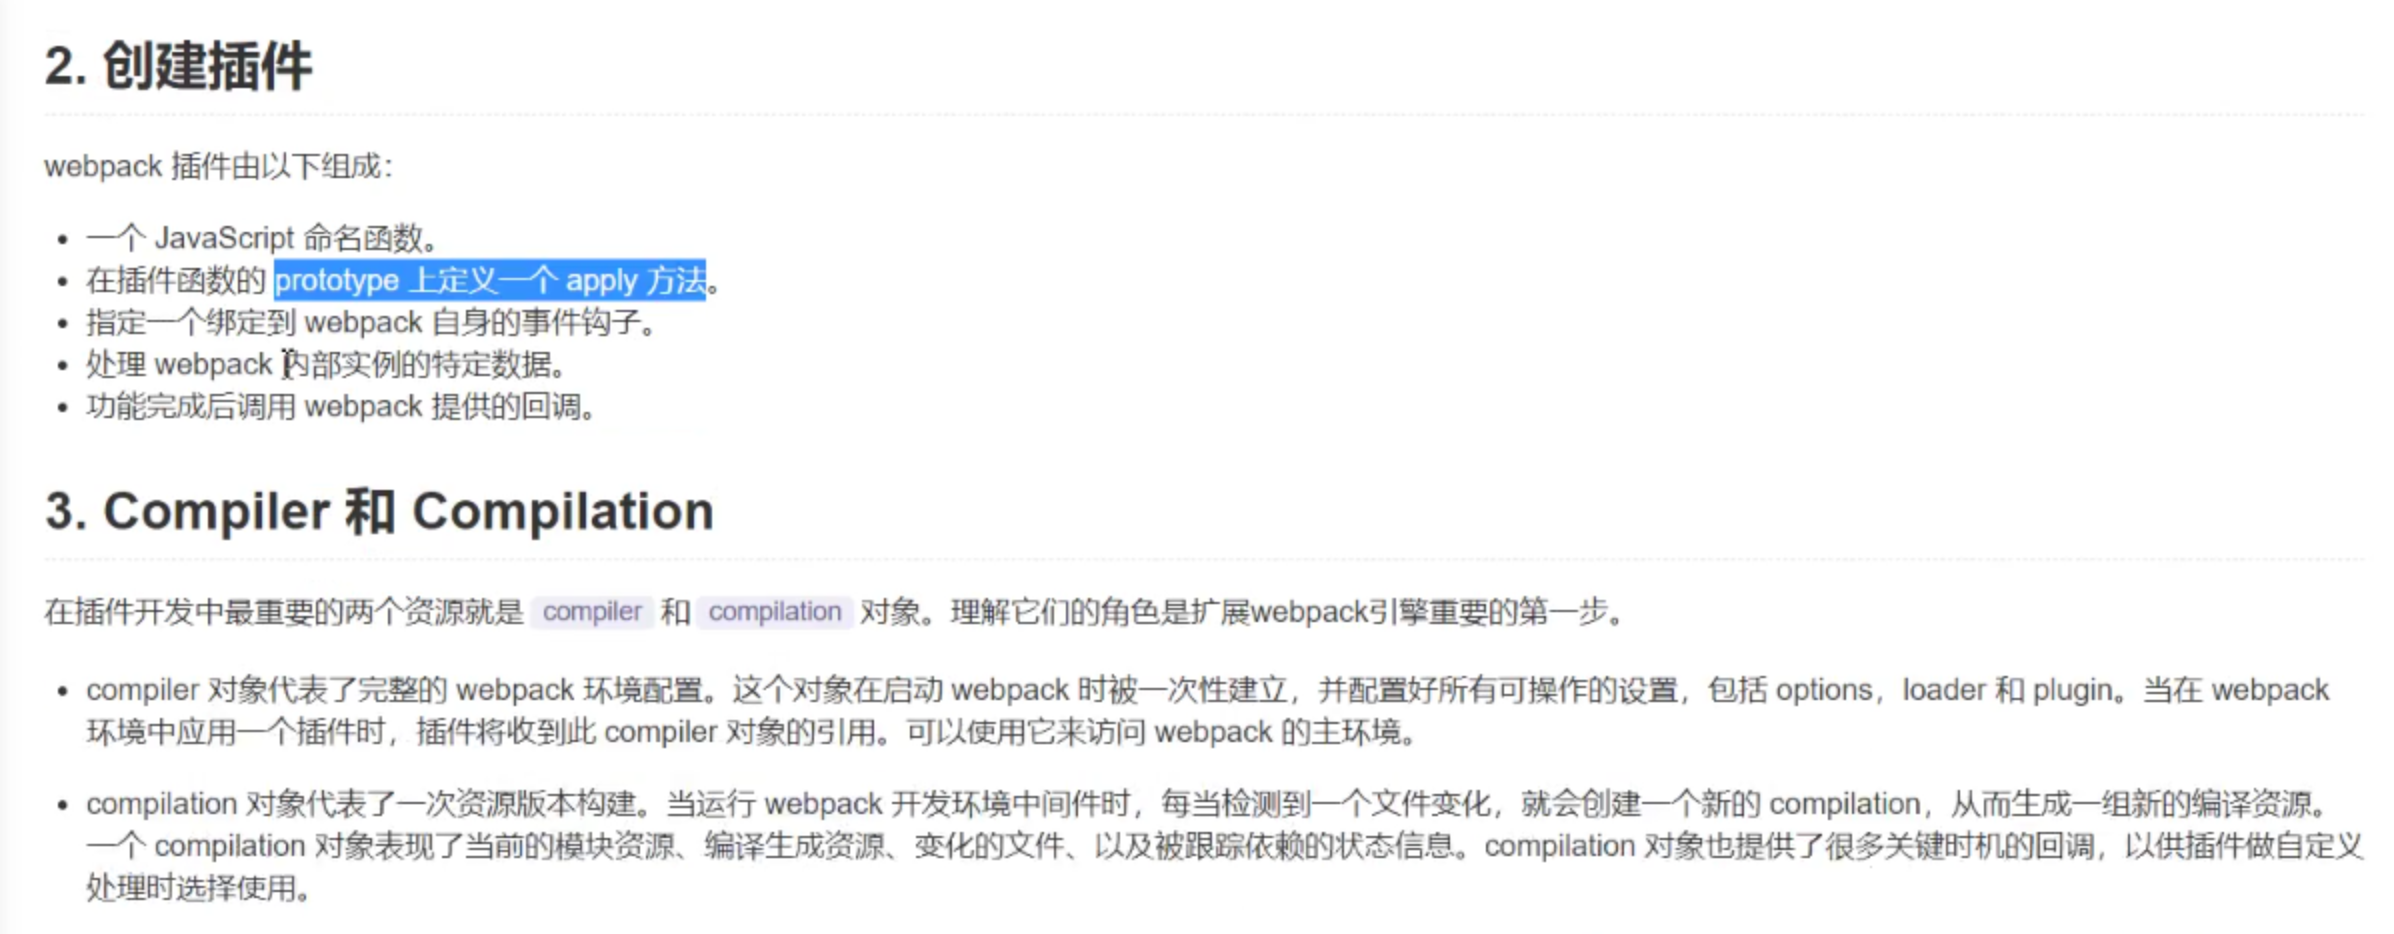 2. 创建插件
webpack 插件由以下组成：
一个 JavaScript 命名函数。
在插件函数的 prototype 上定义一个 apply 方法。
指定一个绑定到 webpack 自身的事件钩子。
处理 webpack 内部实例的特定数据。
功能完成后调用 webpack 提供的回调。
3. Compiler 和 Compilation
在插件开发中最重要的两个资源就是 compiler 和 compilation 对象。理解它们的角色是扩展webpack引擎重要的第一步。
compiler 对象代表了完整的 webpack 环境配置。这个对象在启动 webpack 时被一次性建立，并配置好所有可操作的设置，包括 options，loader 和 plugin。当在 webpack
环境中应用一个插件时，插件将收到此 compiler 对象的引用。可以使用它来访问 webpack 的主环境。
compilation 对象代表了一次资源版本构建。当运行 webpack 开发环境中间件时，每当检测到一个文件变化，就会创建一个新的 compilation，从而生成一组新的编译资源。
一个 compilation 对象表现了当前的模块资源、编译生成资源、变化的文件、以及被跟踪依赖的状态信息。compilation 对象也提供了很多关键时机的回调，以供插件做自定义
处理时选择使用。